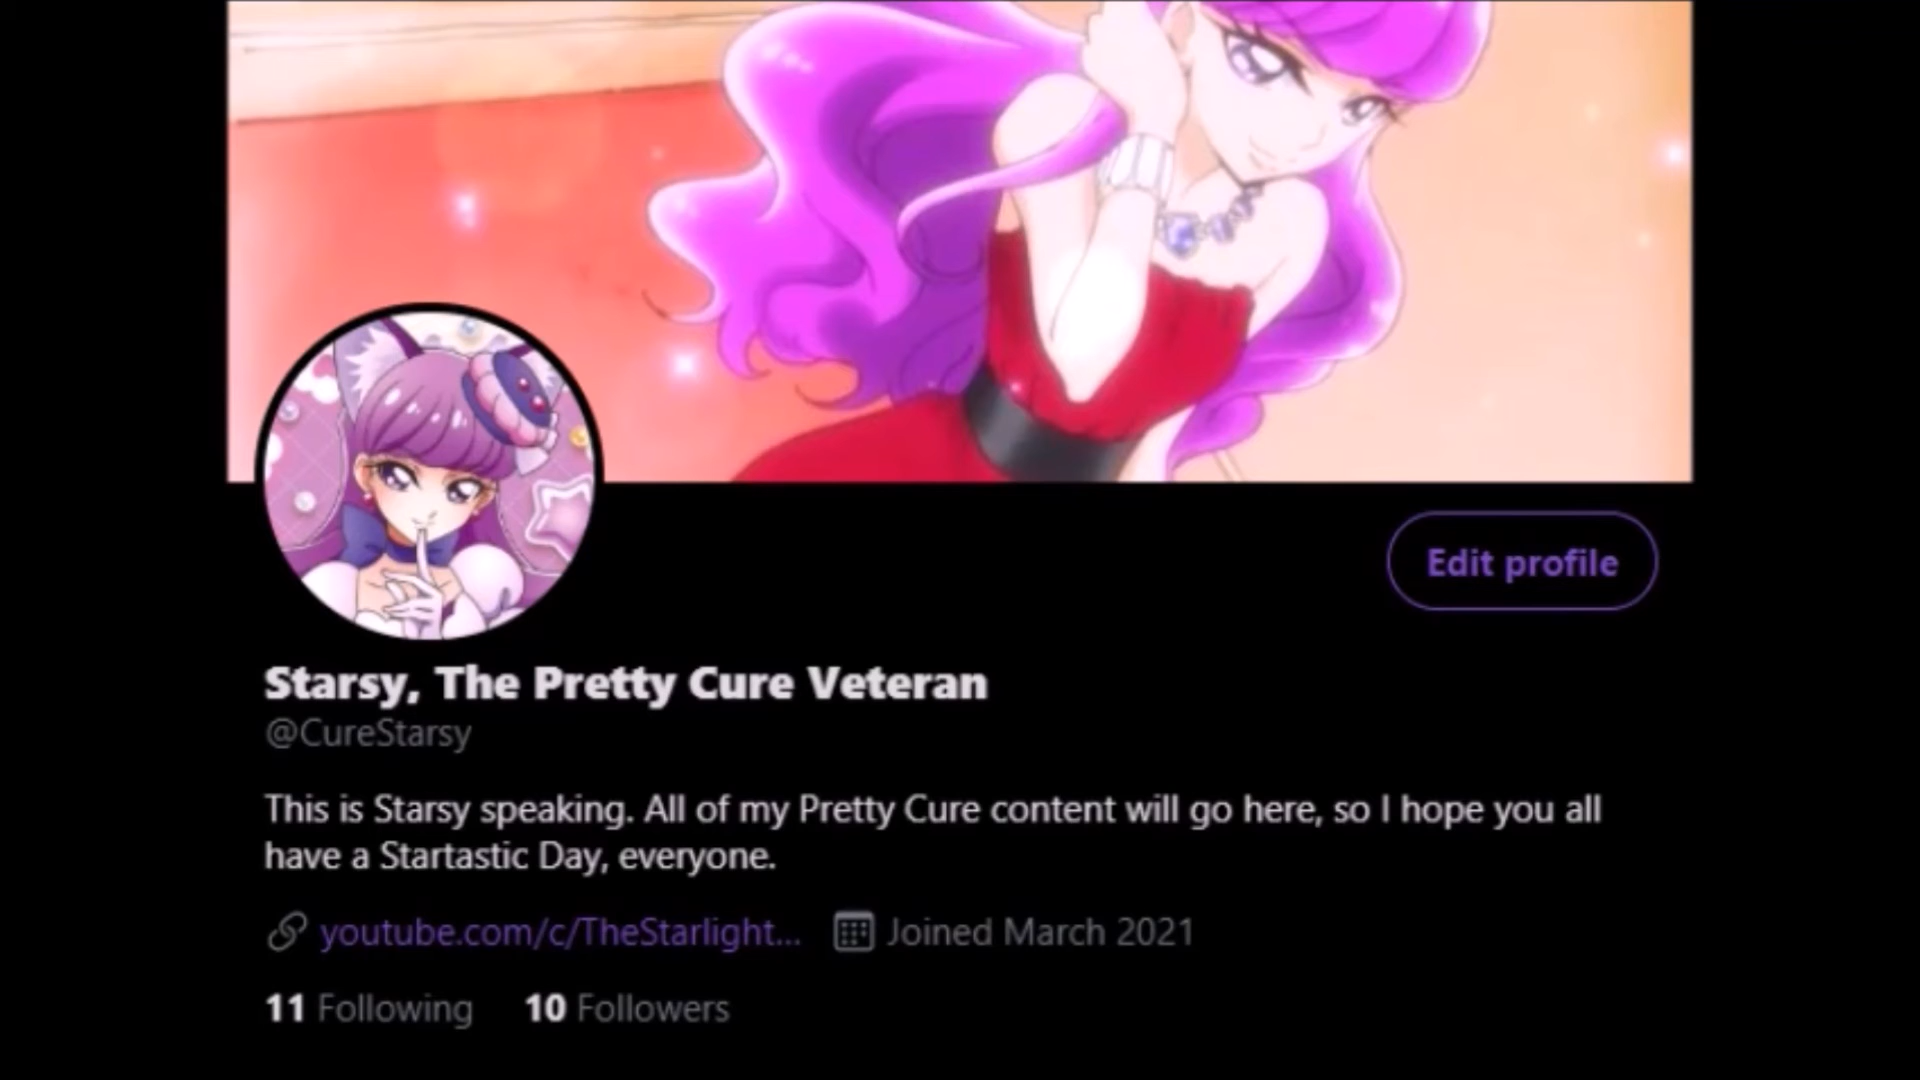 Edit profile
Starsy, The Pretty Cure Veteran
@CureStarsy
This is Starsy speaking. All of my Pretty Cure content will go here, so I hope you all
have a Startastic Day, everyone.
youtube.com/c/TheStarlight... Joined March 2021
11 Following 10 Followers